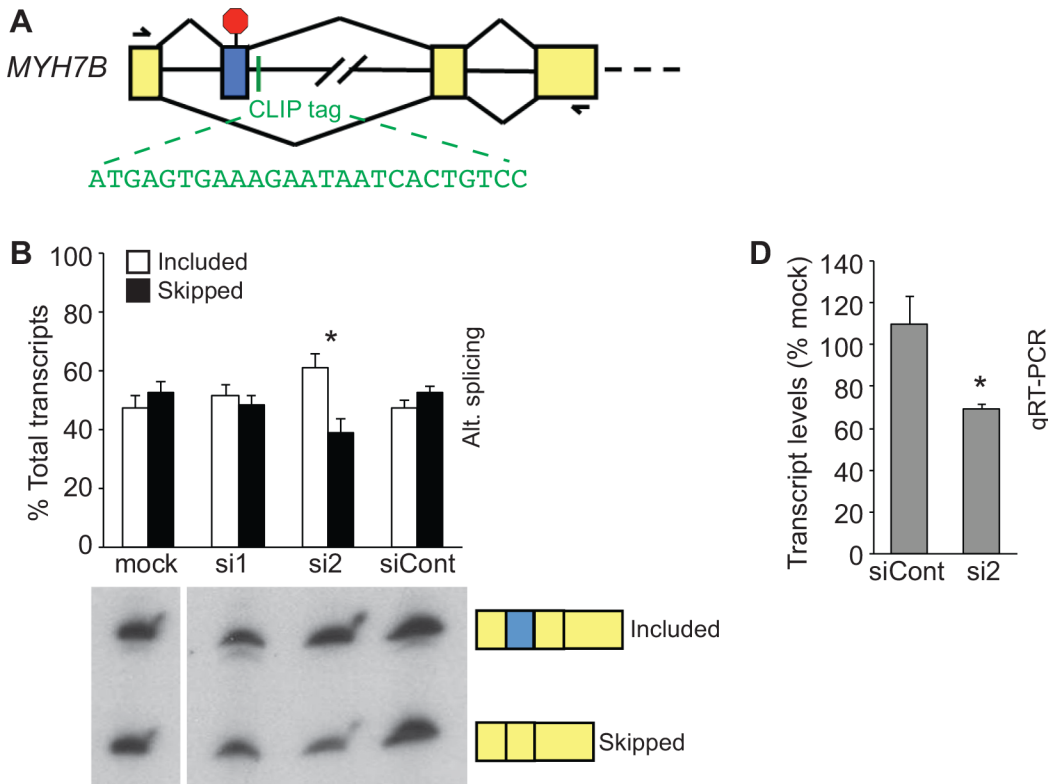 A
MYH7B
CLIP tag
ATGAGTGAAAGAATAATCACTGTCC
B
% Total transcripts
100
80
60
40
20
0
Included
Skipped
*
mock si1 si2 siCont
Alt. splicing
Included
Skipped
D
Transcript levels (% mock)
140
120
100
80
60
40
20
0
*
siCont si2
qRT-PCR